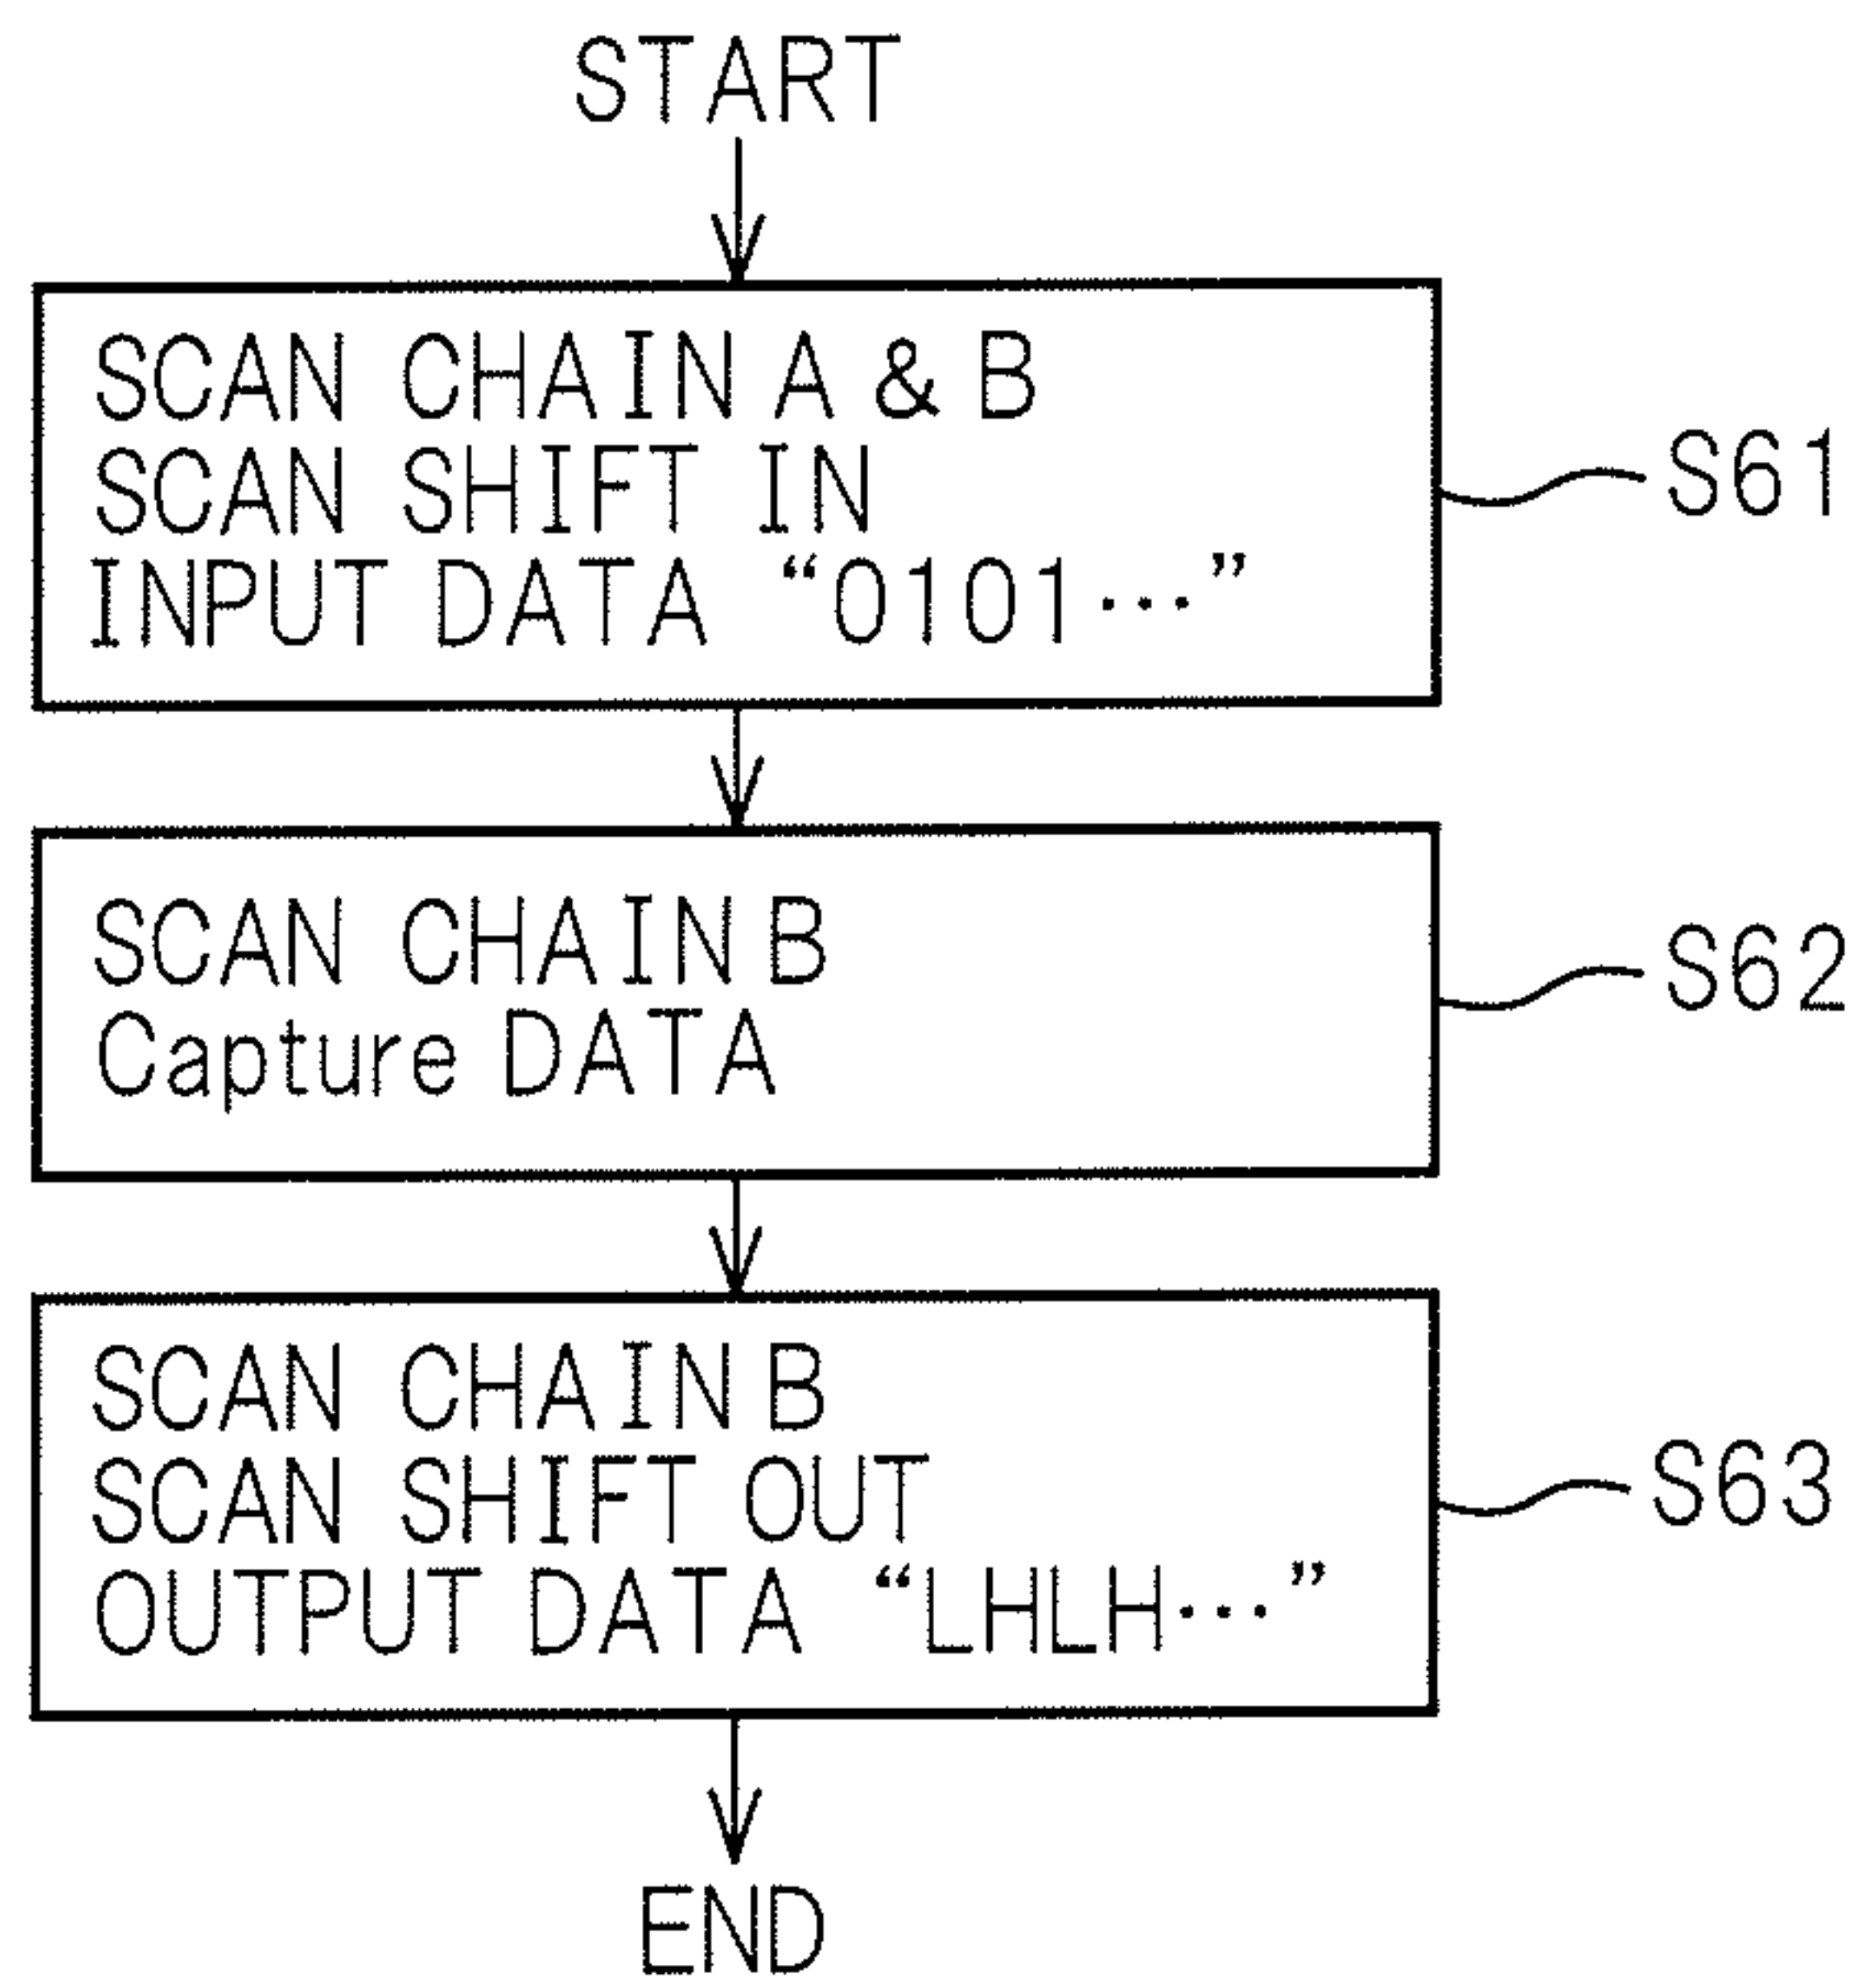 START
SCAN CHAIN A & B
SCAN SHIFT IN
INPUT DATA “0101···”
S61
SCAN CHAIN B
Capture DATA
S62
SCAN CHAIN B
SCAN SHIFT OUT
OUTPUT DATA “LHLH···”
S63
END